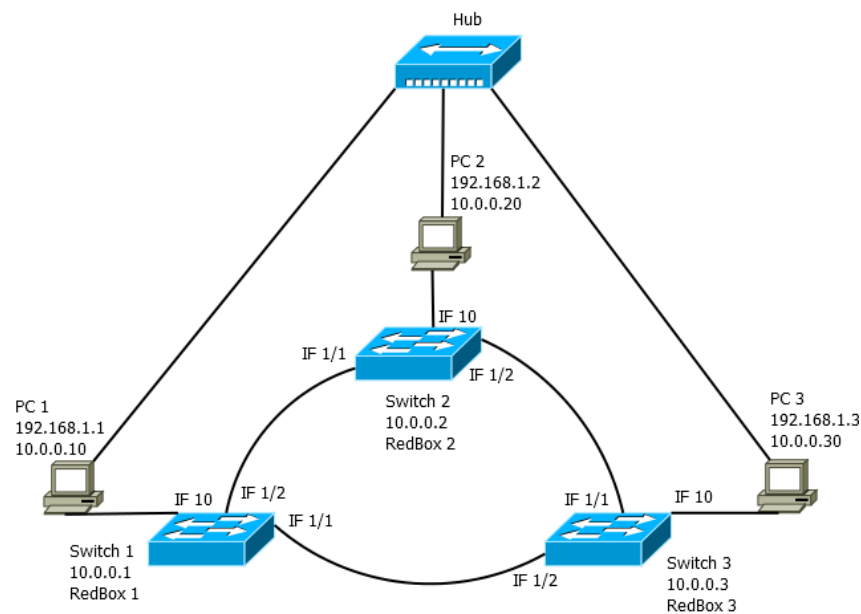 Hub
PC 2
192.168.1.2
10.0.0.20
IF 10
IF 1/1
IF 1/2
Switch 2
10.0.0.2
RedBox 2
PC 1
192.168.1.1
10.0.0.10
IF 10
IF 1/2
IF 1/1
Switch 1
10.0.0.1
RedBox 1
PC 3
192.168.1.3
10.0.0.30
IF 1/1
IF 10
IF 1/2
Switch 3
10.0.0.3
RedBox 3